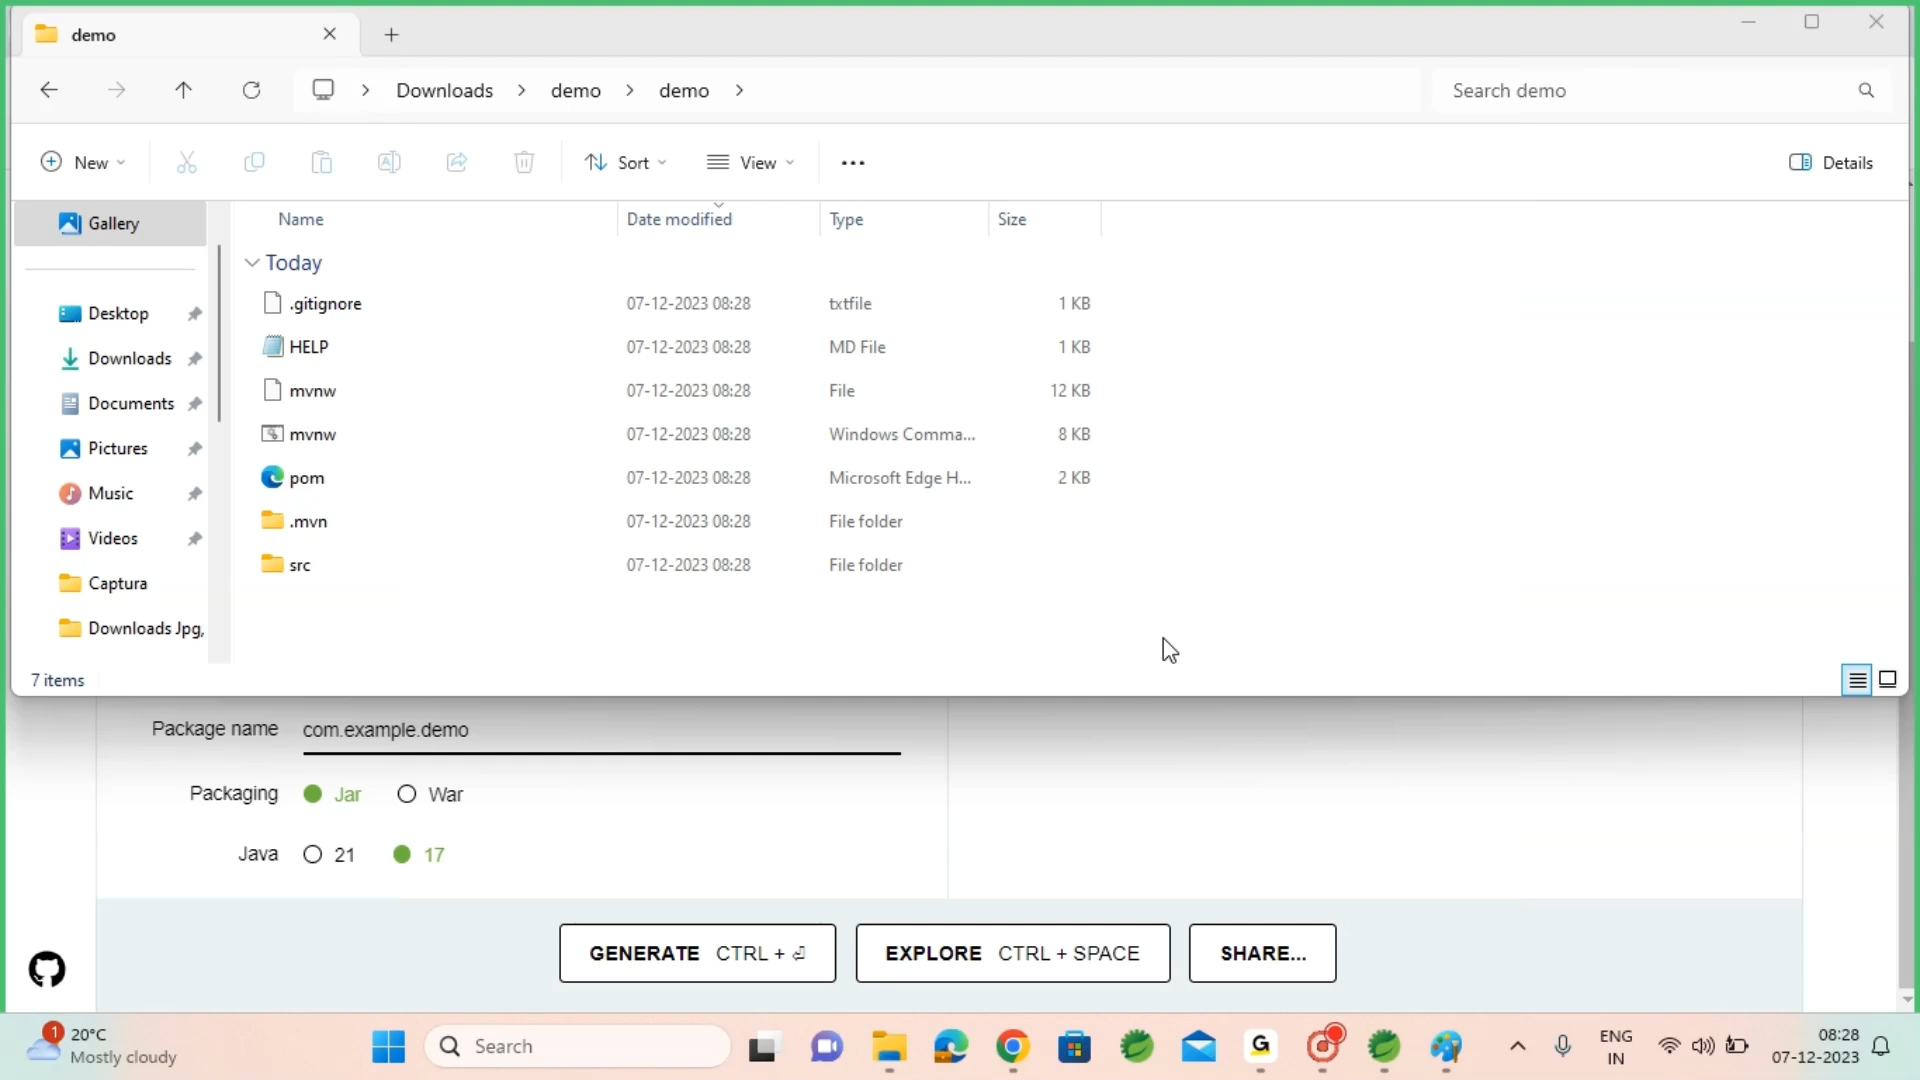 demo
Downloads > demo > demo >
Search demo
New
Sort
View
Details
Gallery
Desktop
Downloads
Documents
Pictures
Music
Videos
Captura
Downloads Jpg,
Name Date modified Type Size
Today
.gitignore 07-12-2023 08:28 txtfile 1 KB
HELP 07-12-2023 08:28 MD File 1 KB
mvnw 07-12-2023 08:28 File 12 KB
mvnw 07-12-2023 08:28 Windows Comma... 8 KB
pom 07-12-2023 08:28 Microsoft Edge H... 2 KB
.mvn 07-12-2023 08:28 File folder
src 07-12-2023 08:28 File folder
7 items
Package name com.example.demo
Packaging Jar War
Java 21 17
GENERATE CTRL + ⏎
EXPLORE CTRL + SPACE
SHARE...
1
20°C
Mostly cloudy
Search
G
ENG
IN
08:28
07-12-2023